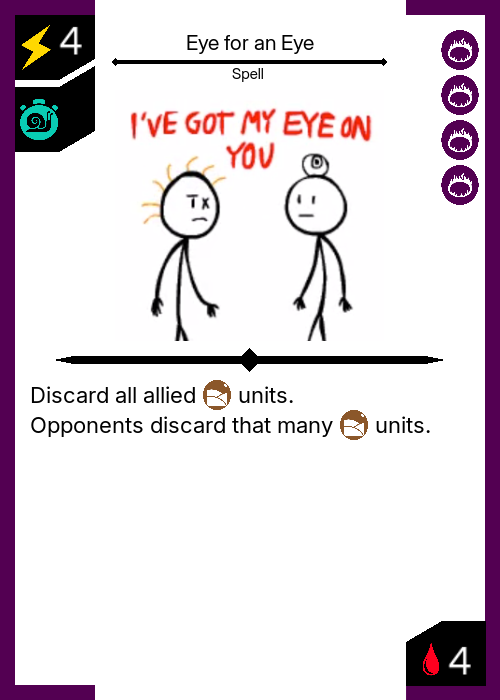 4
Eye for an Eye
Spell
I'VE GOT MY EYE ON
YOU
Discard all allied units.
Opponents discard that many units.
4